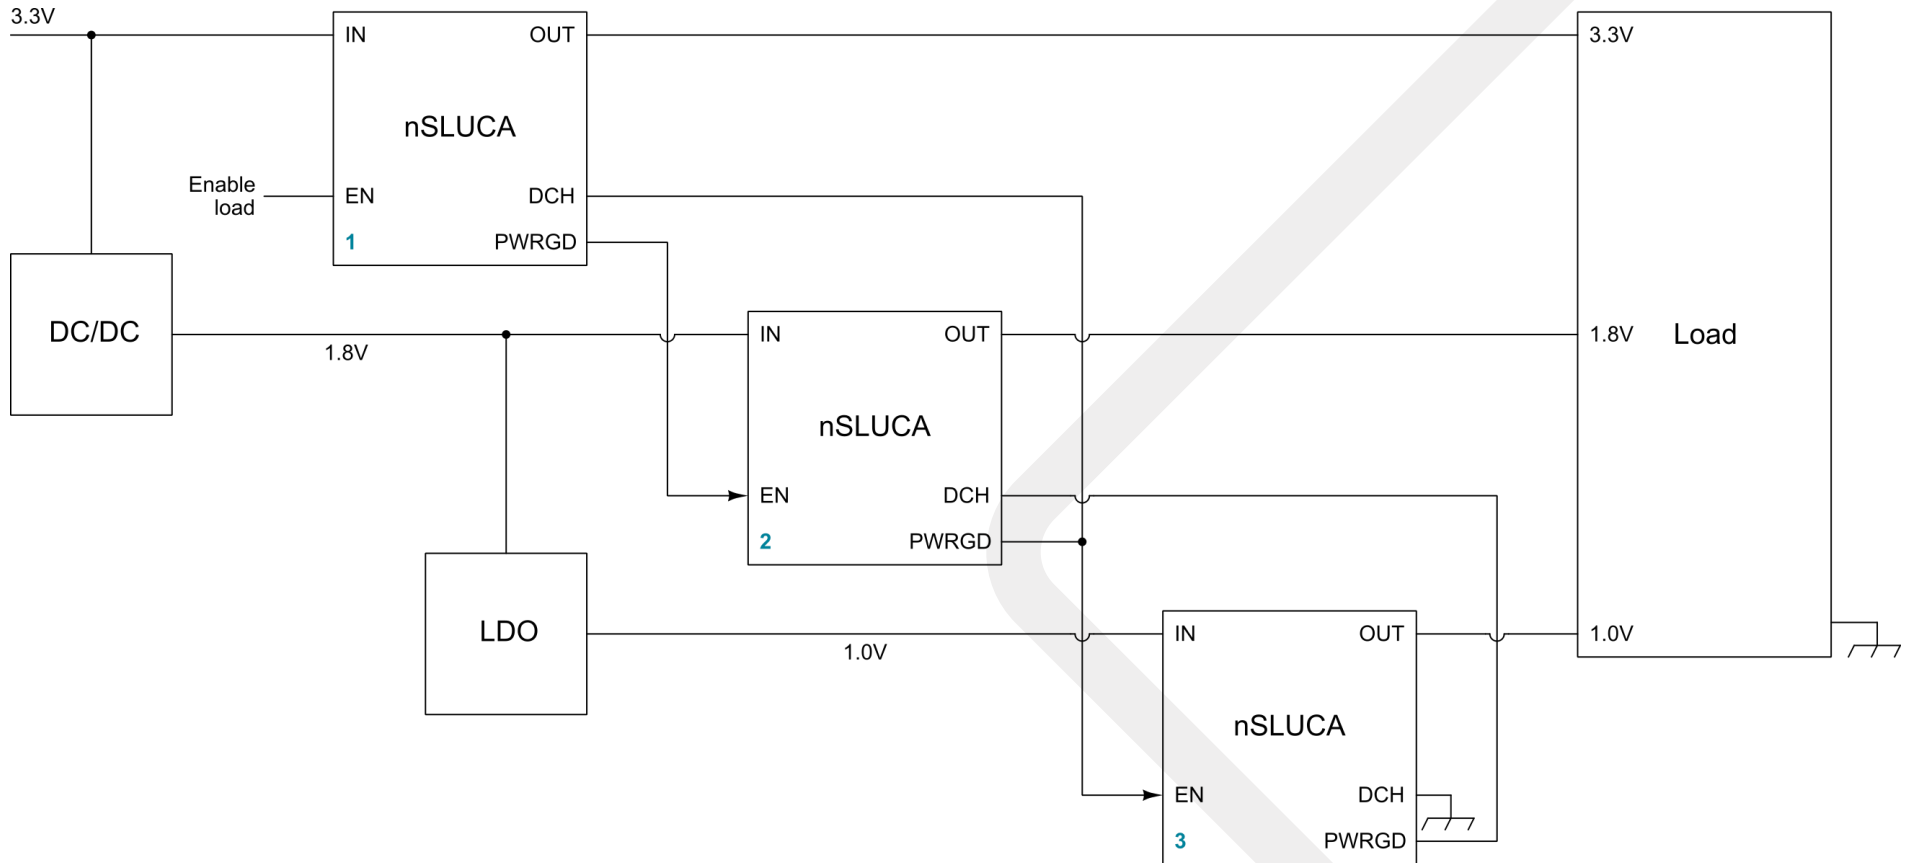 3.3V
IN
OUT
3.3V
nSLUCA
Enable
load
EN
DCH
1
PWRGD
DC/DC
1.8V
IN
OUT
1.8V
Load
nSLUCA
EN
DCH
2
PWRGD
LDO
1.0V
IN
OUT
1.0V
nSLUCA
EN
DCH
3
PWRGD